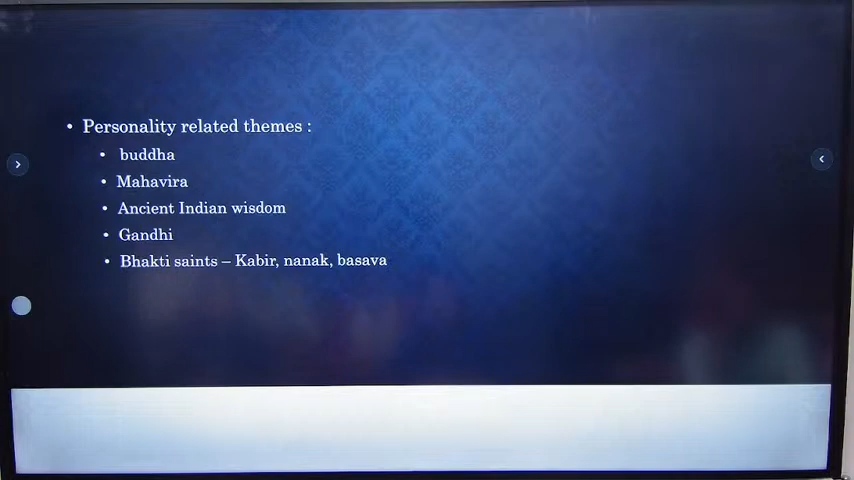 • Personality related themes :
• buddha
• Mahavira
• Ancient Indian wisdom
• Gandhi
• Bhakti saints – Kabir, nanak, basava